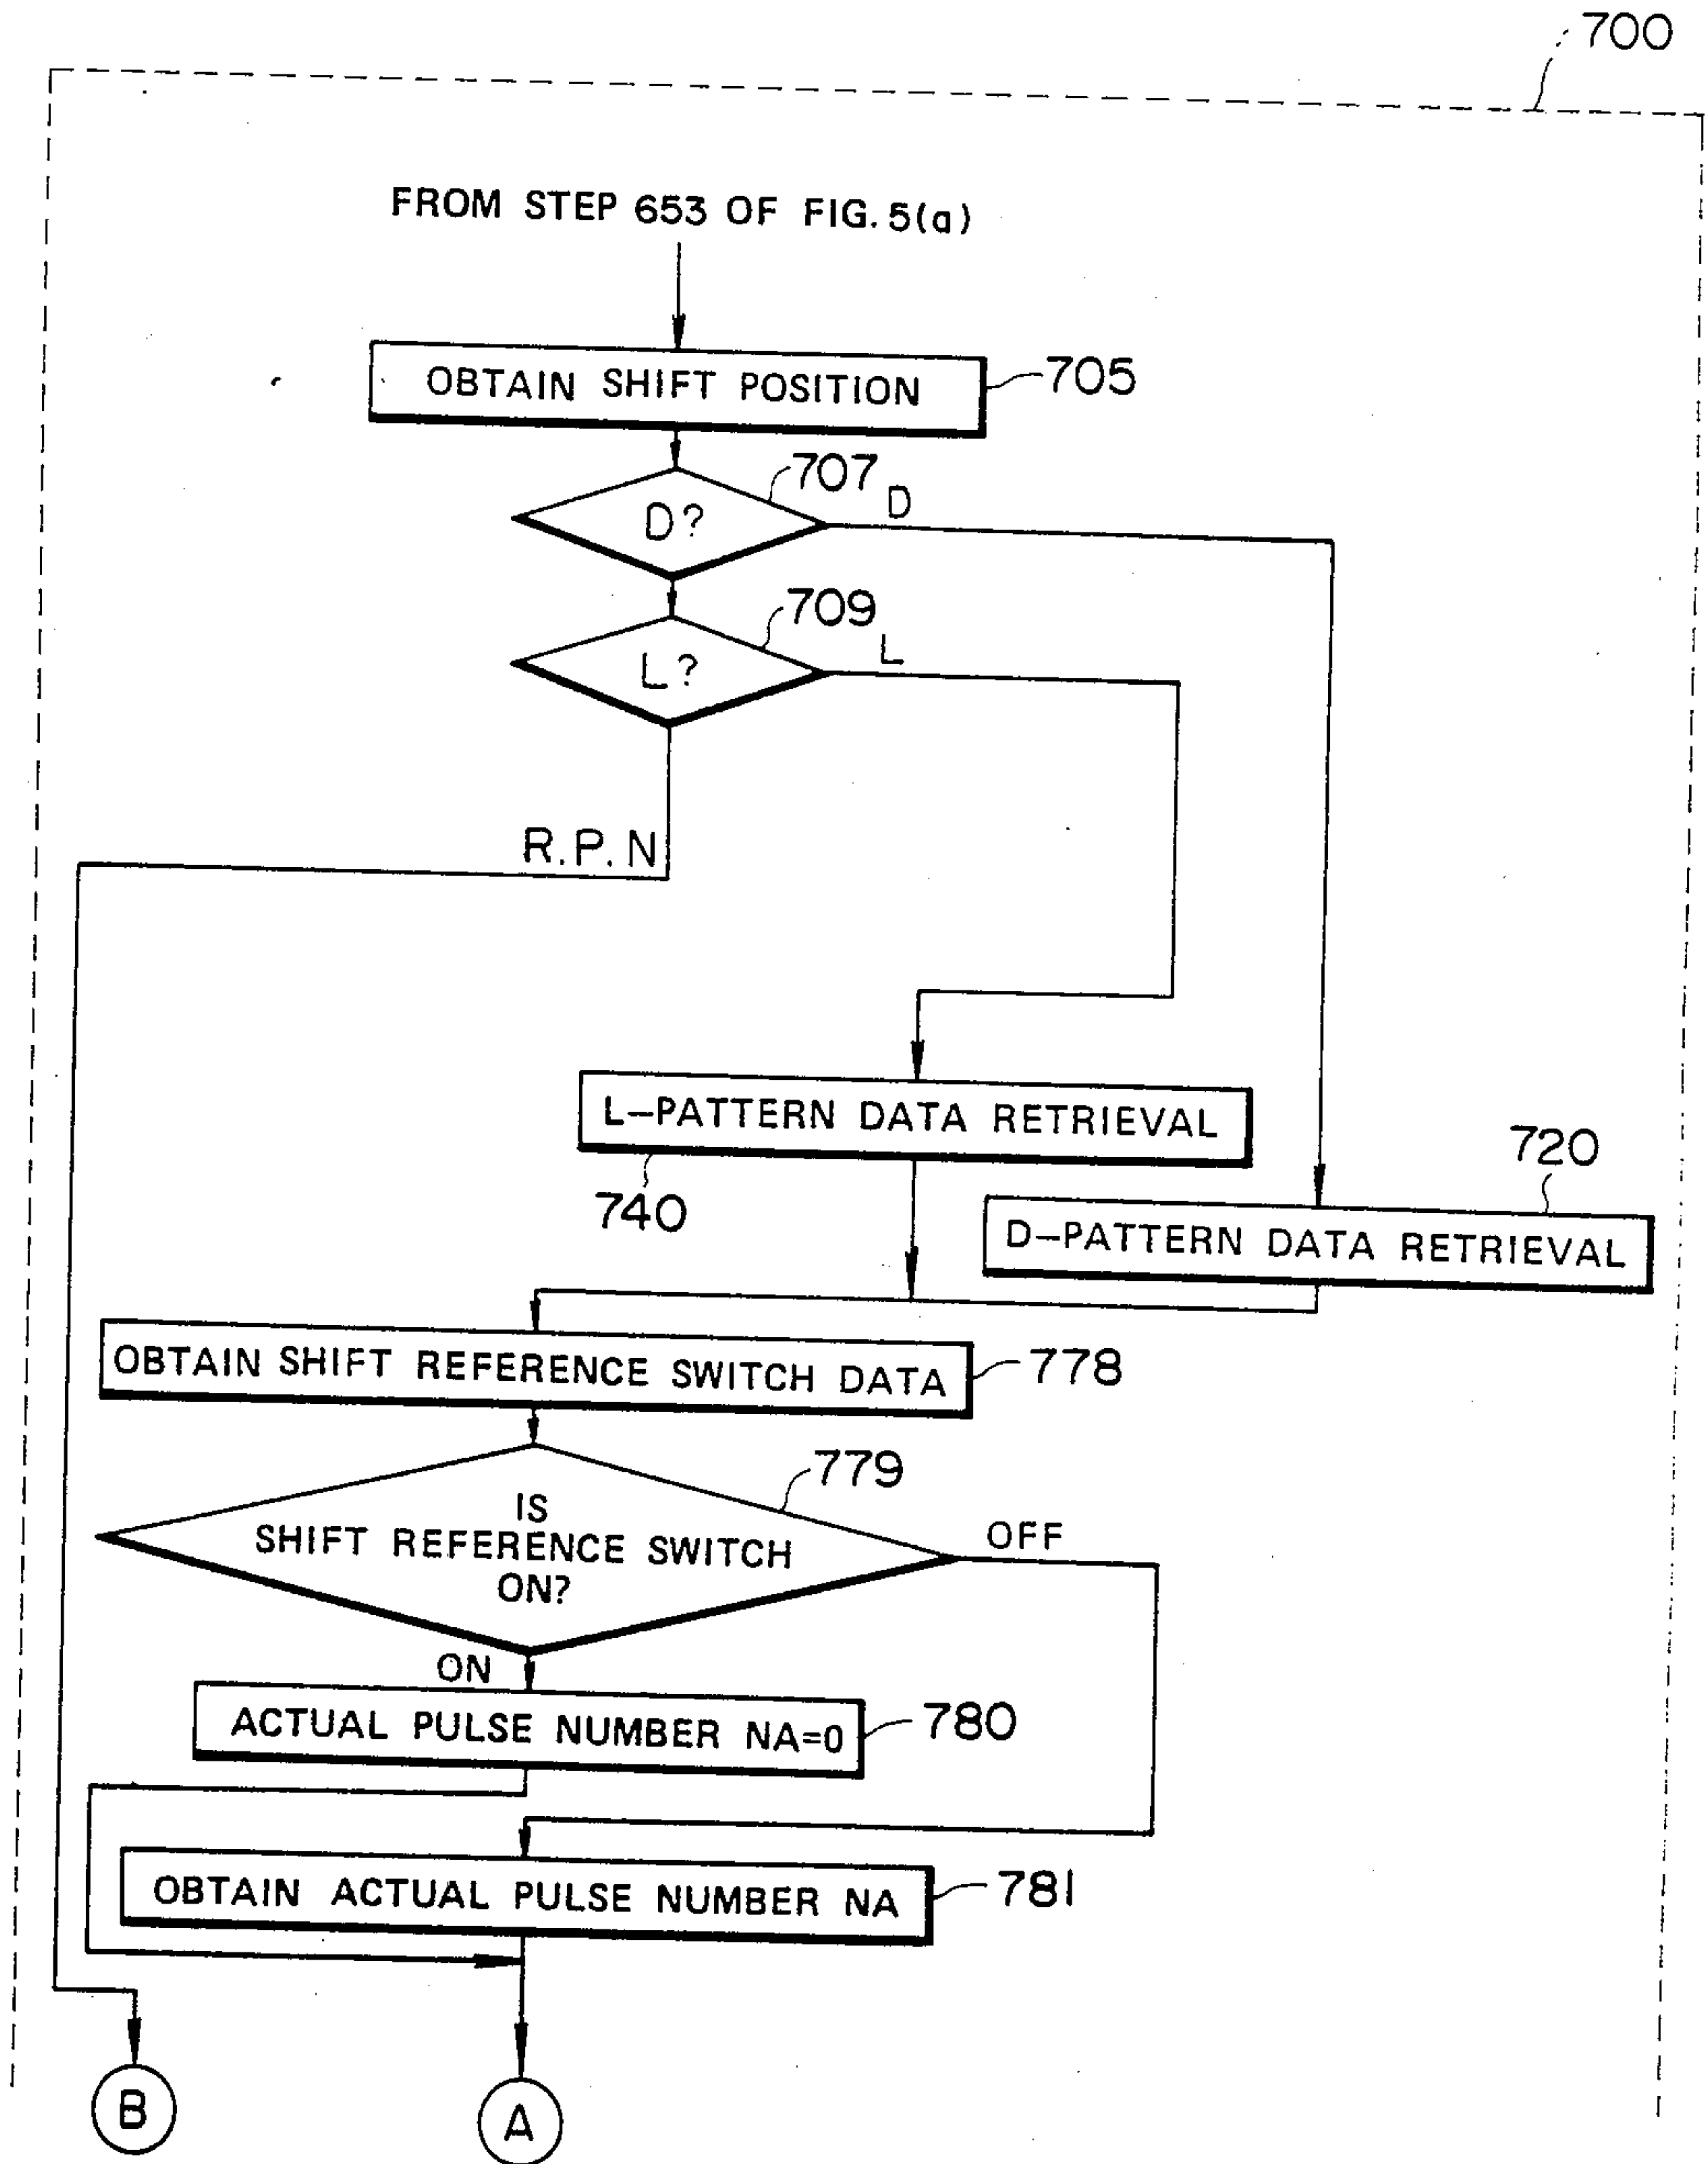 700
FROM STEP 653 OF FIG. 5(a)
OBTAIN SHIFT POSITION
705
707
D
D?
709
L
L?
R.P.N
L-PATTERN DATA RETRIEVAL
740
720
D-PATTERN DATA RETRIEVAL
OBTAIN SHIFT REFERENCE SWITCH DATA
778
779
IS
SHIFT REFERENCE SWITCH
ON?
OFF
ON
ACTUAL PULSE NUMBER NA=0
780
OBTAIN ACTUAL PULSE NUMBER NA
781
B
A